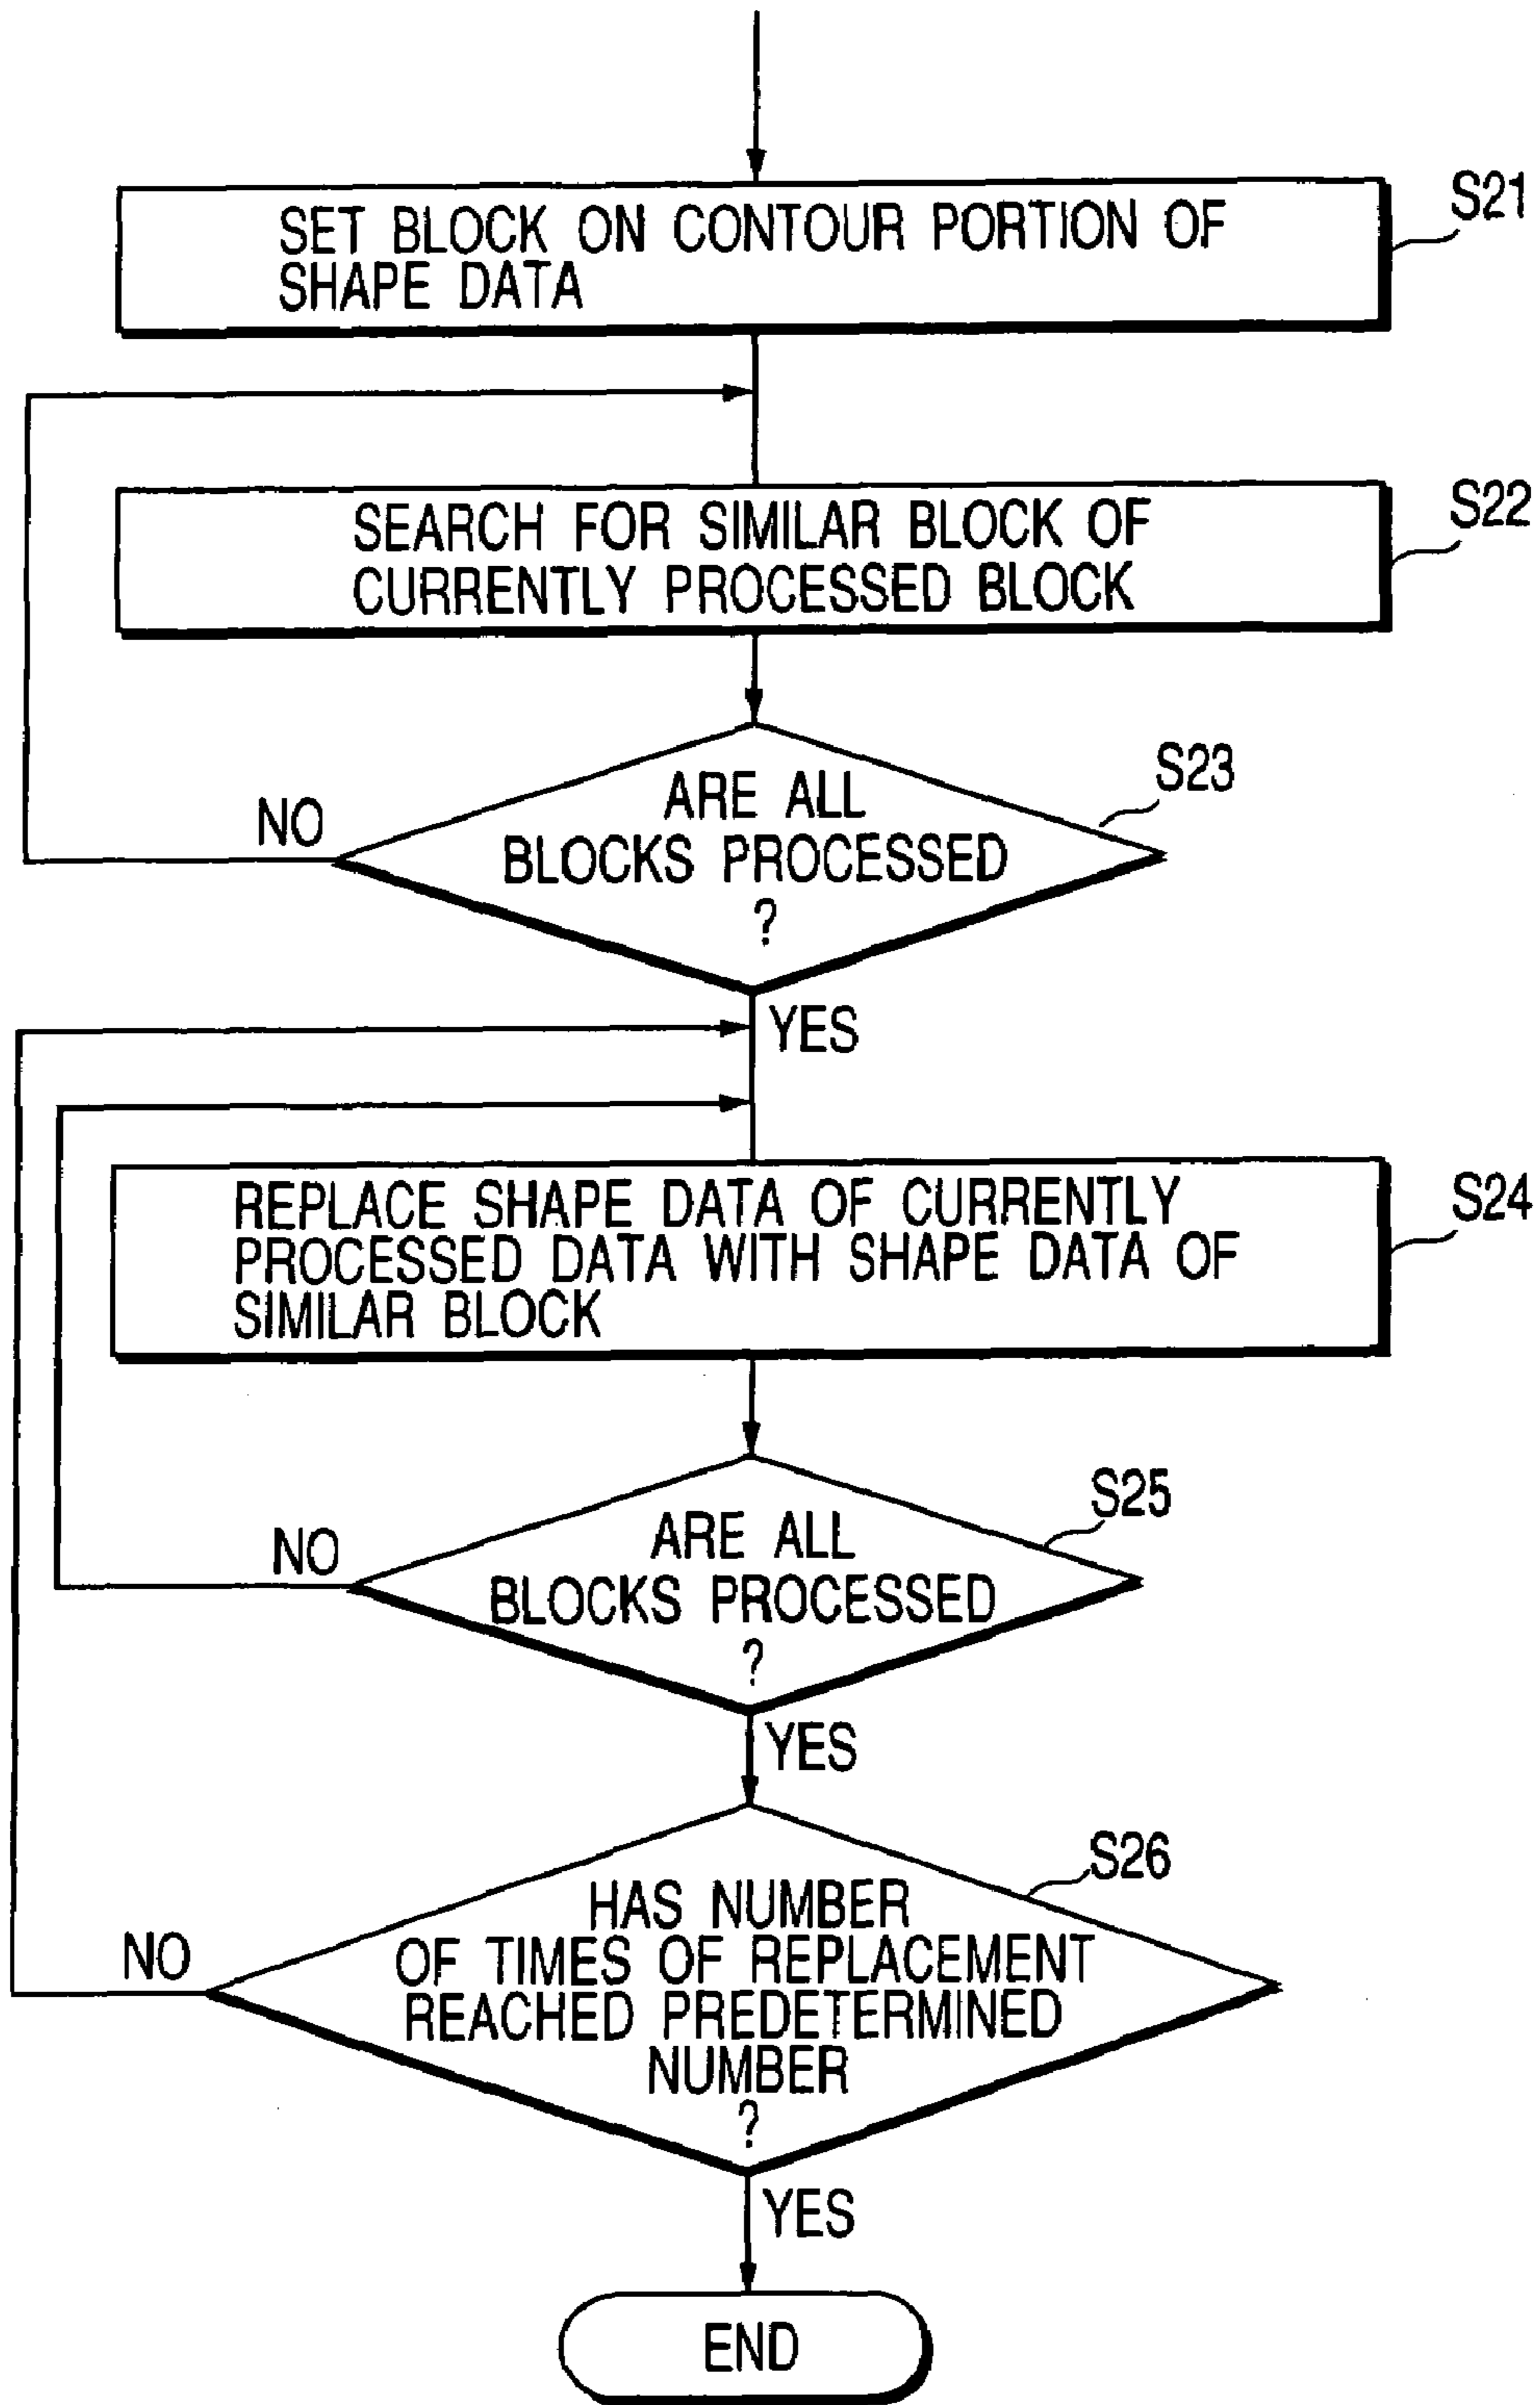 SET BLOCK ON CONTOUR PORTION OF
SHAPE DATA
S21
SEARCH FOR SIMILAR BLOCK OF
CURRENTLY PROCESSED BLOCK
S22
ARE ALL
BLOCKS PROCESSED
?
S23
NO
YES
REPLACE SHAPE DATA OF CURRENTLY
PROCESSED DATA WITH SHAPE DATA OF
SIMILAR BLOCK
S24
ARE ALL
BLOCKS PROCESSED
?
S25
NO
YES
HAS NUMBER
OF TIMES OF REPLACEMENT
REACHED PREDETERMINED
NUMBER
?
S26
NO
YES
END